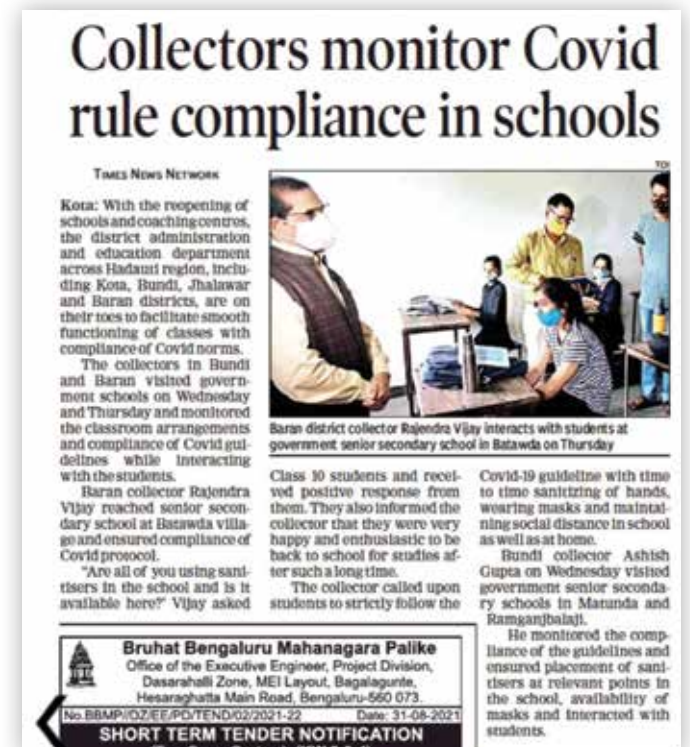 Collectors monitor Covid
rule compliance in schools
TIMES NEWS NETWORK
Kota: With the reopening of
schools and coaching centres,
the district administration
and education department
across Hadauti region, inclu-
ding Kota, Bundi, Jhalawar
and Baran districts, are on
their toes to facilitate smooth
functioning of classes with
compliance of Covid norms.
The collectors in Bundi
and Baran visited govern-
ment schools on Wednesday
and Thursday and monitored
the classroom arrangements
and compliance of Covid gui-
delines while interacting
with the students.
Baran collector Rajendra
Vijay reached senior secon-
dary school at Batawda villa-
ge and ensured compliance of
Covid protocol.
"Are all of you using sani-
tisers in the school and is it
available here?" Vijay asked
TOI
Baran district collector Rajendra Vijay interacts with students at
government senior secondary school in Batawda on Thursday
Class 10 students and recei-
ved positive response from
them. They also informed the
collector that they were very
happy and enthusiastic to be
back to school for studies af-
ter such a long time.
The collector called upon
students to strictly follow the
Covid-19 guideline with time
to time sanitizing of hands,
wearing masks and maintai-
ning social distance in school
as well as at home.
Bundi collector Ashish
Gupta on Wednesday visited
government senior seconda-
ry schools in Matunda and
Ramganjbalaji.
He monitored the comp-
liance of the guidelines and
ensured placement of sani-
tisers at relevant points in
the school, availability of
masks and interacted with
students.
Bruhat Bengaluru Mahanagara Palike
Office of the Executive Engineer, Project Division,
Dasarahalli Zone, MEI Layout, Bagalagunte,
Hesaraghatta Main Road, Bengaluru-560 073.
No.BBMP/DZ/EE/PD/TEND/02/2021-22 Date: 31-08-2021
SHORT TERM TENDER NOTIFICATION